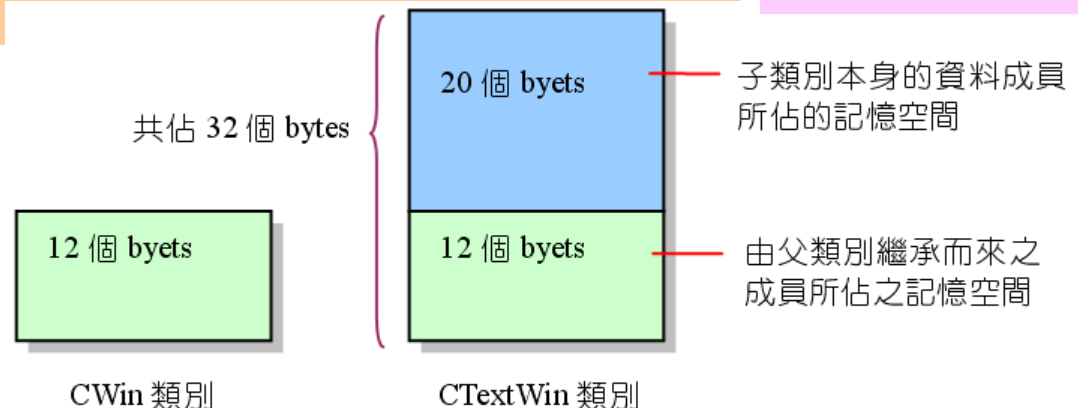 20 個 byets
子類別本身的資料成員
所佔的記憶空間
共佔 32 個 bytes
12 個 byets
12 個 byets
由父類別繼承而來之
成員所佔之記憶空間
CWin 類別
CTextWin 類別